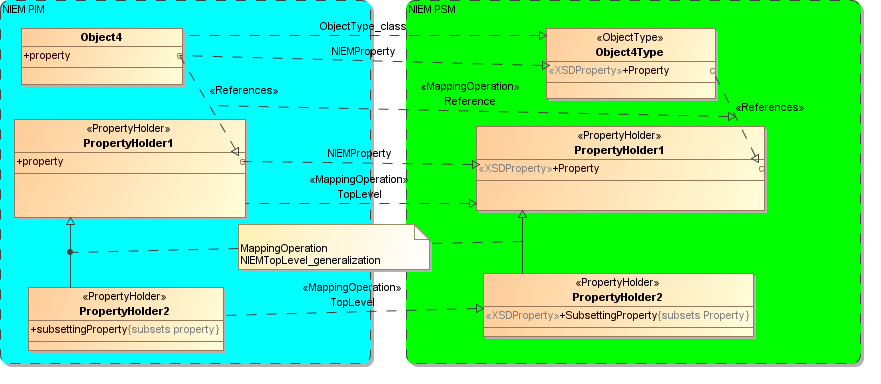 NIEM PIM
NIEM PSM
ObjectType_class
Object4
+property
NIEMProperty
«ObjectType»
Object4Type
«XSDProperty»+Property
«References»
«MappingOperation»
Reference
«References»
«PropertyHolder»
PropertyHolder1
+property
NIEMProperty
«PropertyHolder»
PropertyHolder1
«XSDProperty»+Property
«MappingOperation»
TopLevel
MappingOperation
NIEMTopLevel_generalization
«PropertyHolder»
PropertyHolder2
+subsettingProperty{subsets property}
«MappingOperation»
TopLevel
«PropertyHolder»
PropertyHolder2
«XSDProperty»+SubsettingProperty{subsets Property}